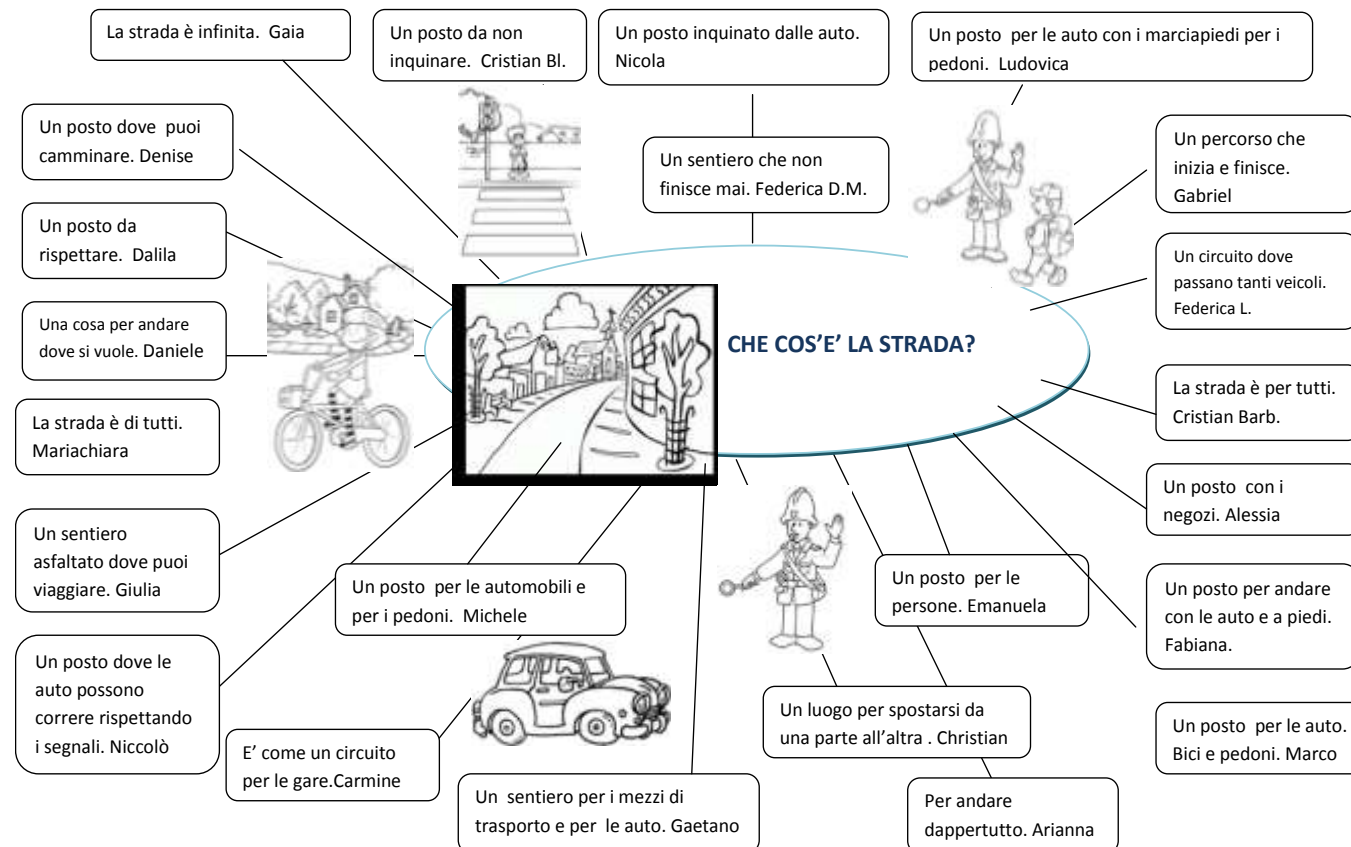 La strada è infinita.  Gaia
Un posto da non
inquinare.  Cristian Bl.
Un posto inquinato dalle auto.
Nicola
Un posto  per le auto con i marciapiedi per i
pedoni.  Ludovica
Un posto dove  puoi
camminare. Denise
Un sentiero che non
finisce mai. Federica D.M.
Un percorso che
inizia e finisce.
Gabriel
Un posto da
rispettare.  Dalila
Un circuito dove
passano tanti veicoli.
Federica L.
Una cosa per andare
dove si vuole. Daniele
CHE COS'E' LA STRADA?
La strada è per tutti.
Cristian Barb.
La strada è di tutti.
Mariachiara
Un posto  con i
negozi. Alessia
Un sentiero
asfaltato dove puoi
viaggiare. Giulia
Un posto  per le automobili e
per i pedoni.  Michele
Un posto  per le
persone. Emanuela
Un posto per andare
con le auto e a piedi.
Fabiana.
Un posto dove le
auto possono
correre rispettando
i segnali. Niccolò
E' come un circuito
per le gare.Carmine
Un luogo per spostarsi da
una parte all'altra . Christian
Un posto  per le auto.
Bici e pedoni. Marco
Un  sentiero per i mezzi di
trasporto e per  le auto. Gaetano
Per andare
dappertutto. Arianna